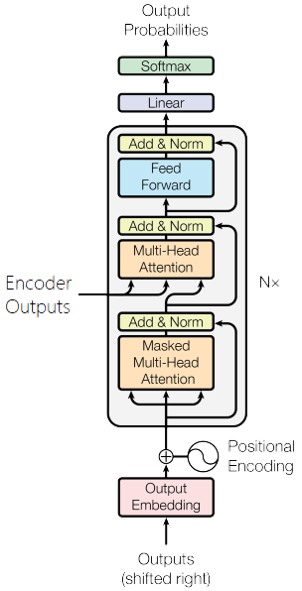 Output
Probabilities
Softmax
Linear
Add & Norm
Feed
Forward
Add & Norm
Multi-Head
Attention
Encoder
Outputs
N×
Add & Norm
Masked
Multi-Head
Attention
Positional
Encoding
Output
Embedding
Outputs
(shifted right)